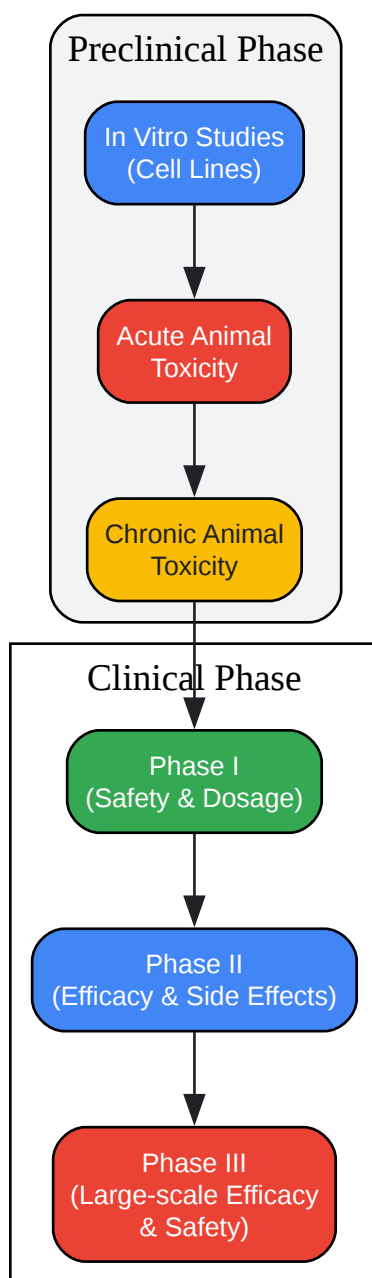 Preclinical Phase
In Vitro Studies
(Cell Lines)
Acute Animal
Toxicity
Chronic Animal
Toxicity
Clinical Phase
Phase I
(Safety & Dosage)
Phase II
(Efficacy & Side Effects)
Phase III
(Large-scale Efficacy
& Safety)